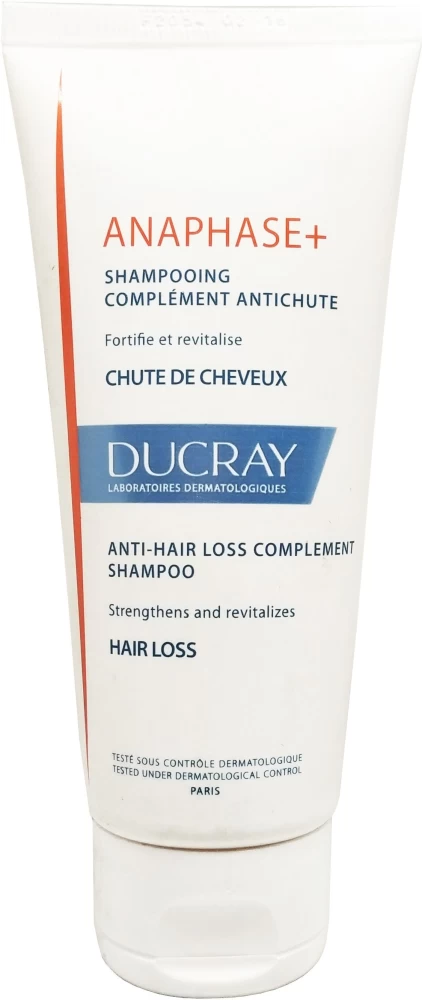 ANAPHASE+
SHAMPOOING
COMPLÉMENT ANTICHUTE
Fortifie et revitalise
CHUTE DE CHEVEUX
DUCRAY
LABORATOIRES DERMATOLOGIQUES
ANTI-HAIR LOSS COMPLEMENT
SHAMPOO
Strengthens and revitalizes
HAIR LOSS
TESTÉ SOUS CONTRÔLE DERMATOLOGIQUE
TESTED UNDER DERMATOLOGICAL CONTROL
PARIS